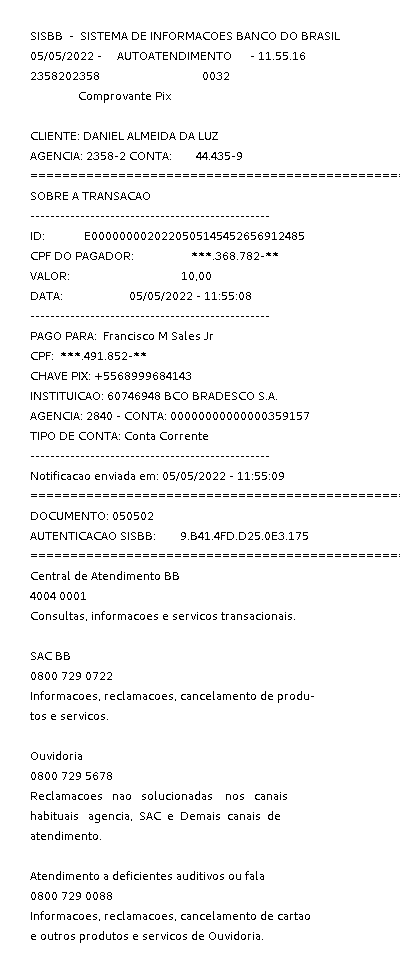 SISBB - SISTEMA DE INFORMACOES BANCO DO BRASIL
05/05/2022 - AUTOATENDIMENTO - 11.55.16
2358202358 0032
Comprovante Pix
CLIENTE: DANIEL ALMEIDA DA LUZ
AGENCIA: 2358-2 CONTA: 44.435-9
==================================================
SOBRE A TRANSACAO
------------------------------------------------
ID: E00000000202205051454526569​12485
CPF DO PAGADOR: ***.368.782-**
VALOR: 10,00
DATA: 05/05/2022 - 11:55:08
------------------------------------------------
PAGO PARA: Francisco M Sales Jr
CPF: ***.491.852-**
CHAVE PIX: +5568999684143
INSTITUICAO: 60746948 BCO BRADESCO S.A.
AGENCIA: 2840 - CONTA: 00000000000000359157
TIPO DE CONTA: Conta Corrente
------------------------------------------------
Notificacao enviada em: 05/05/2022 - 11:55:09
==================================================
DOCUMENTO: 050502
AUTENTICACAO SISBB: 9.B41.4FD.D25.0E3.175
==================================================
Central de Atendimento BB
4004 0001
Consultas, informacoes e servicos transacionais.
SAC BB
0800 729 0722
Informacoes, reclamacoes, cancelamento de produ-
tos e servicos.
Ouvidoria
0800 729 5678
Reclamacoes nao solucionadas nos canais
habituais agencia, SAC e Demais canais de
atendimento.
Atendimento a deficientes auditivos ou fala
0800 729 0088
Informacoes, reclamacoes, cancelamento de cartao
e outros produtos e servicos de Ouvidoria.